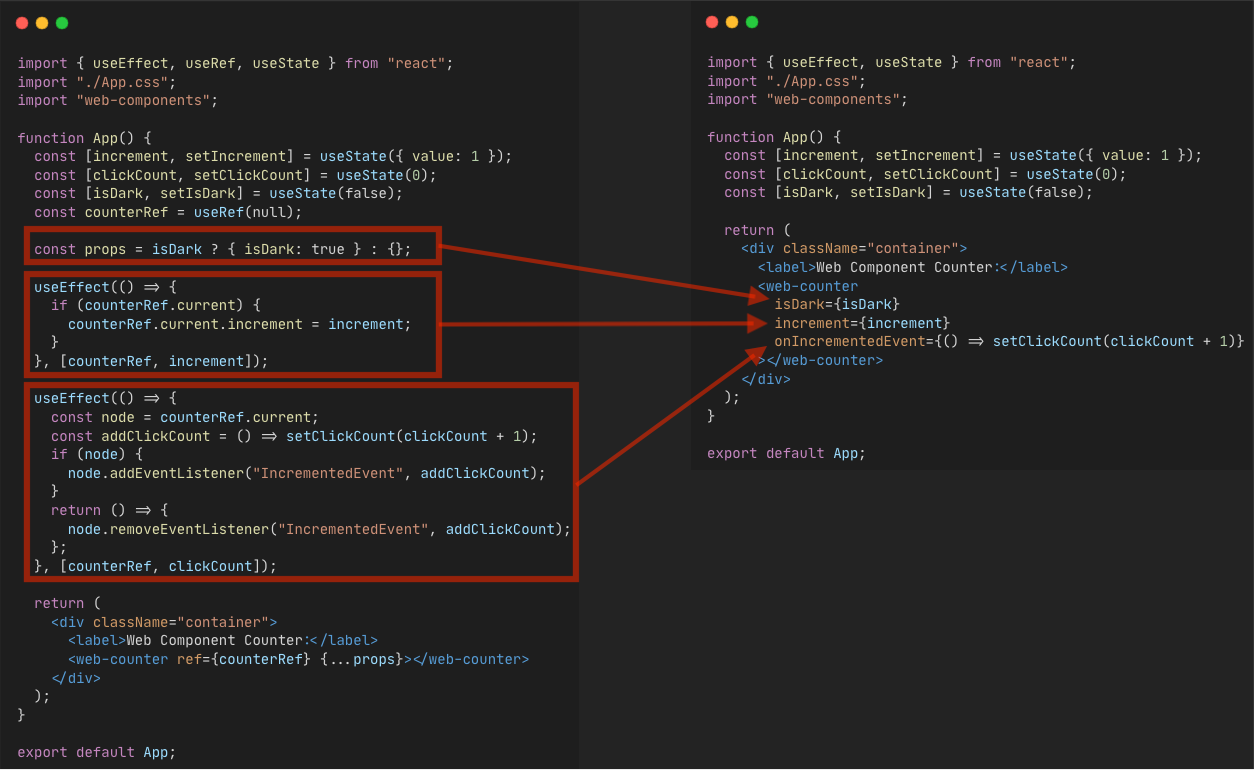 import { useEffect, useRef, useState } from "react";
import "./App.css";
import "web-components";

function App() {
  const [increment, setIncrement] = useState({ value: 1 });
  const [clickCount, setClickCount] = useState(0);
  const [isDark, setIsDark] = useState(false);
  const counterRef = useRef(null);

  const props = isDark ? { isDark: true } : {};

  useEffect(() => {
    if (counterRef.current) {
      counterRef.current.increment = increment;
    }
  }, [counterRef, increment]);

  useEffect(() => {
    const node = counterRef.current;
    const addClickCount = () => setClickCount(clickCount + 1);
    if (node) {
      node.addEventListener("IncrementedEvent", addClickCount);
    }
    return () => {
      node.removeEventListener("IncrementedEvent", addClickCount);
    };
  }, [counterRef, clickCount]);

  return (
    <div className="container">
      <label>Web Component Counter:</label>
      <web-counter ref={counterRef} {...props}></web-counter>
    </div>
  );
}

export default App;

import { useEffect, useState } from "react";
import "./App.css";
import "web-components";

function App() {
  const [increment, setIncrement] = useState({ value: 1 });
  const [clickCount, setClickCount] = useState(0);
  const [isDark, setIsDark] = useState(false);

  return (
    <div className="container">
      <label>Web Component Counter:</label>
      <web-counter
        isDark={isDark}
        increment={increment}
        onIncrementedEvent={() => setClickCount(clickCount + 1)}
      ></web-counter>
    </div>
  );
}

export default App;